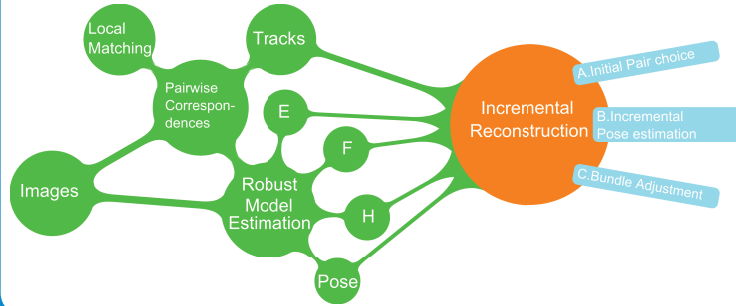 Local
Matching
Tracks
Pairwise
Correspon-
dences
E
F
Images
Robust
Model
Estimation
H
Pose
Incremental
Reconstruction
A.Initial Pair choice
B.Incremental
Pose estimation
C.Bundle Adjustment